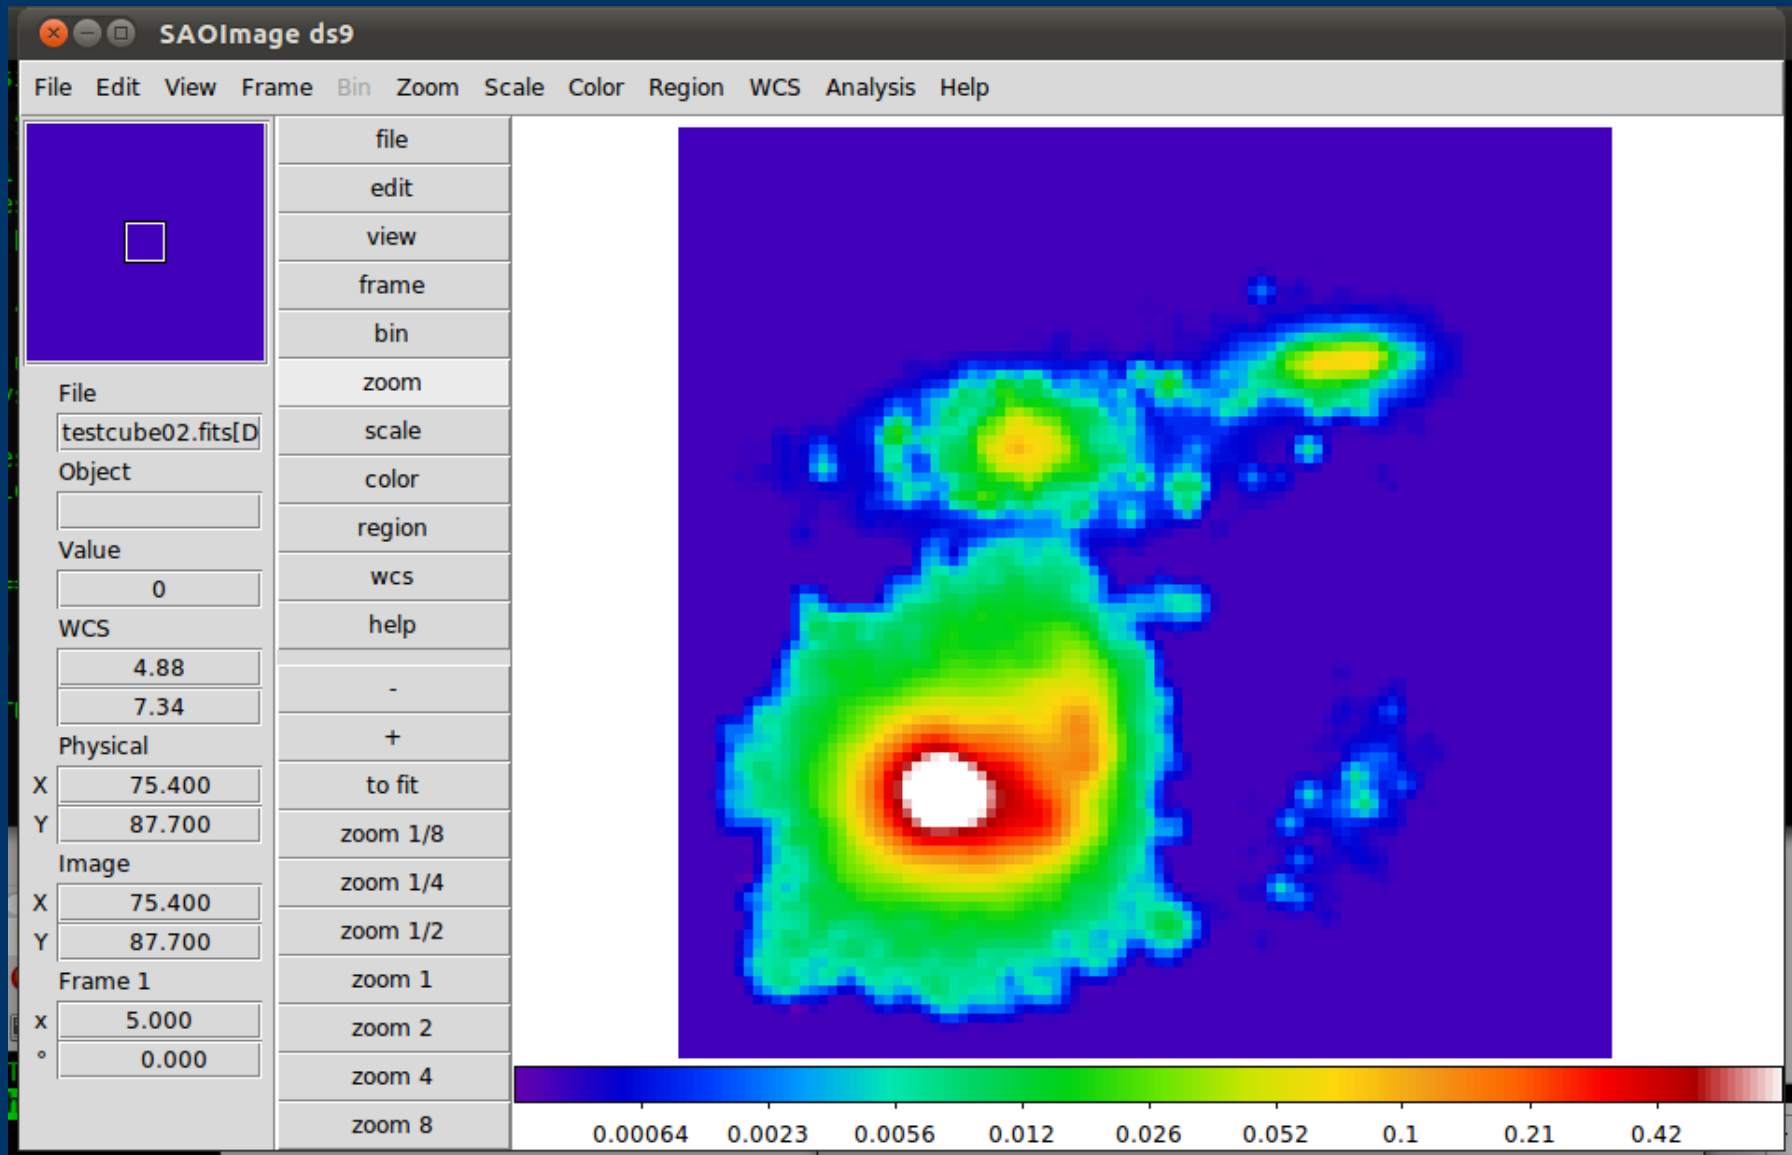 SAOImage ds9
File Edit View Frame Bin Zoom Scale Color Region WCS Analysis Help
File
testcube02.fits[D
Object
Value
0
WCS
4.88
7.34
Physical
X 75.400
Y 87.700
Image
X 75.400
Y 87.700
Frame 1
x 5.000
° 0.000
file
edit
view
frame
bin
zoom
scale
color
region
wcs
help
-
+
to fit
zoom 1/8
zoom 1/4
zoom 1/2
zoom 1
zoom 2
zoom 4
zoom 8
0.00064 0.0023 0.0056 0.012 0.026 0.052 0.1 0.21 0.42